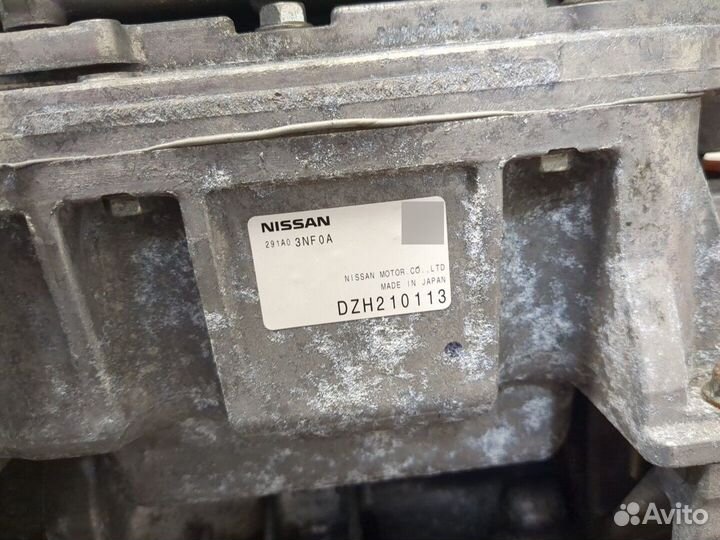 NISSAN
291A0 3NF0A
NISSAN MOTOR.CO.,LTD
MADE IN JAPAN
DZH210113
Avito